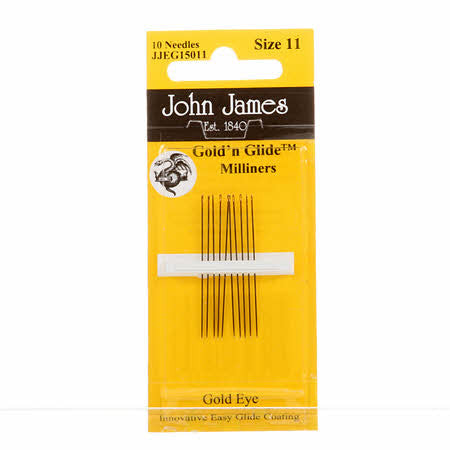 10 Needles
JJEG15011
Size 11
John James
Est. 1840
Gold'n Glide™
Milliners
Gold Eye
Innovative Easy Glide Coating